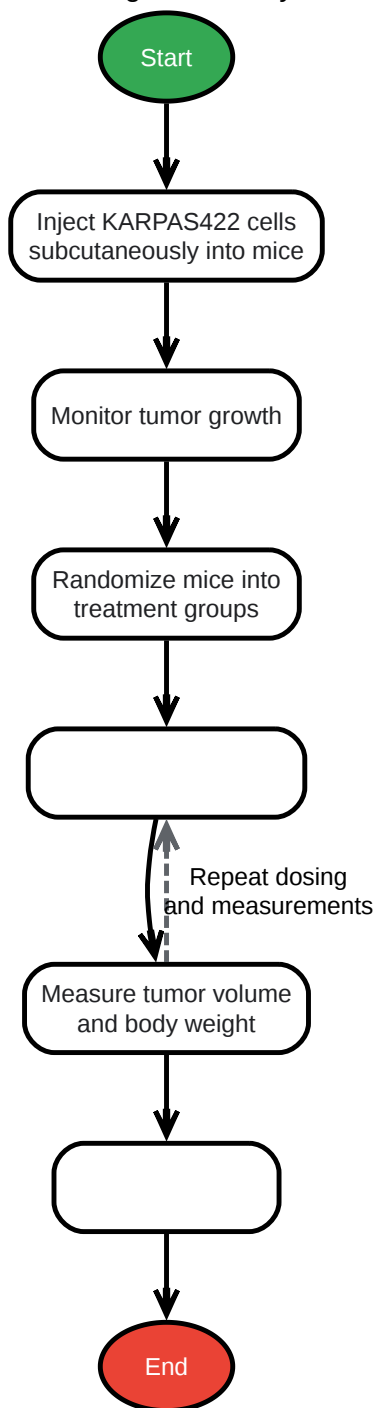 Start
Inject KARPAS422 cells
subcutaneously into mice
Monitor tumor growth
Randomize mice into
treatment groups
Repeat dosing
and measurements
Measure tumor volume
and body weight
End